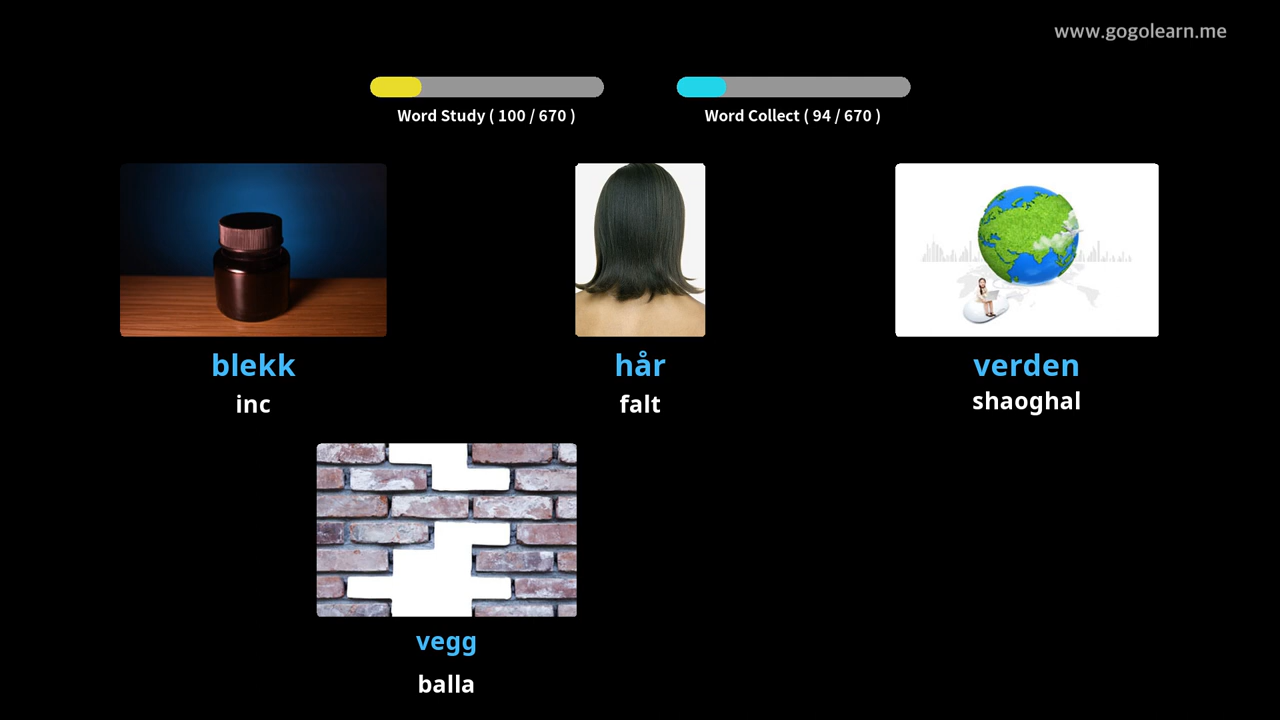 www.gogolearn.me
Word Study ( 100 / 670 )
Word Collect ( 94 / 670 )
blekk
inc
hår
falt
verden
shaoghal
vegg
balla